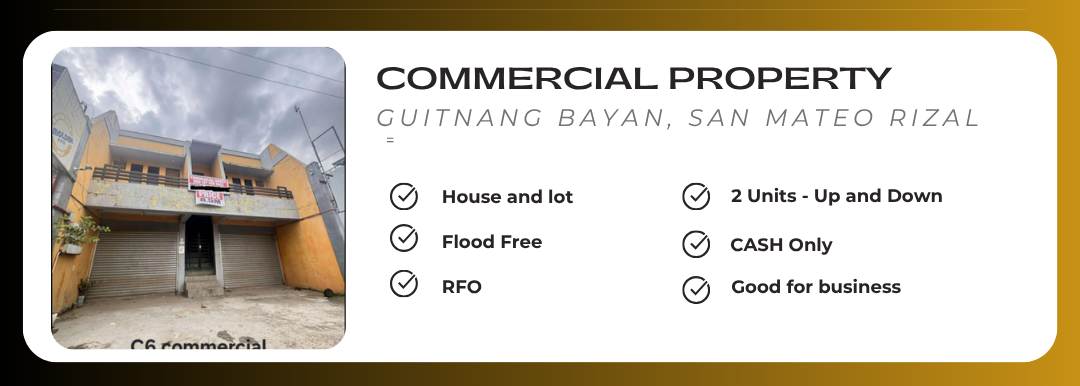 COMMERCIAL PROPERTY
GUITNANG BAYAN, SAN MATEO RIZAL
=
House and lot
Flood Free
RFO
2 Units - Up and Down
CASH Only
Good for business
C6 commercial